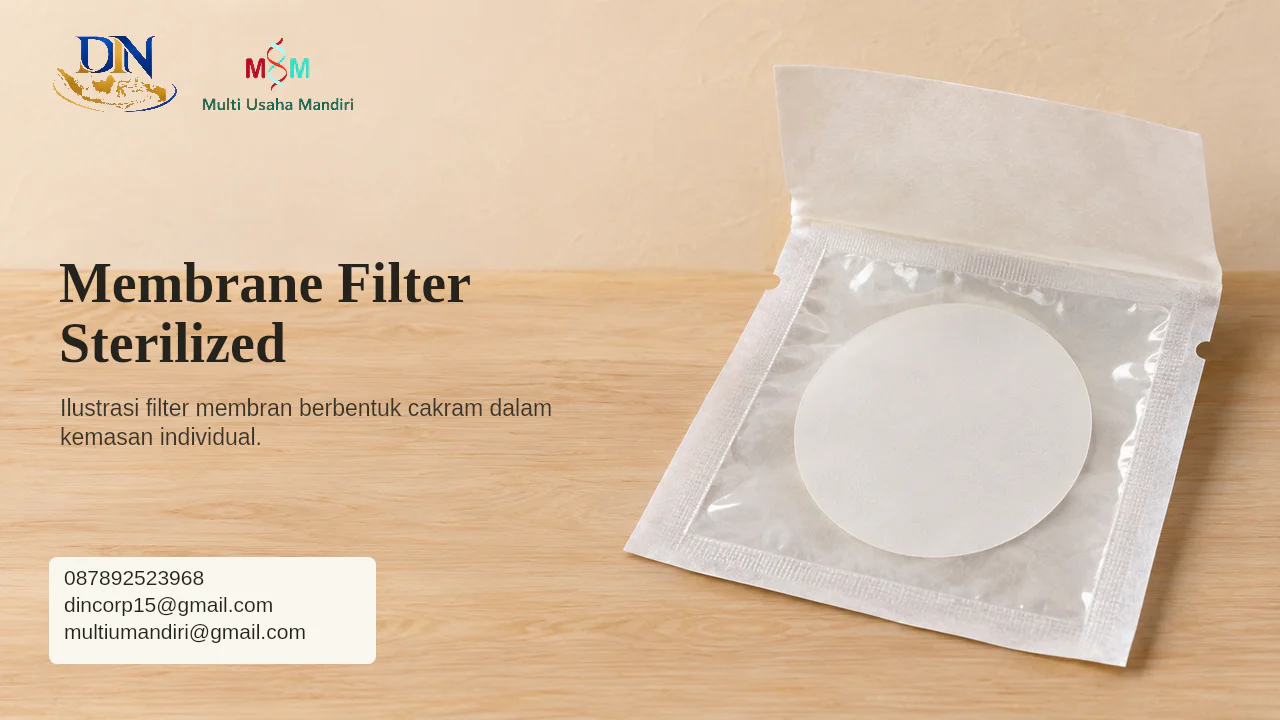 DIN
MSM
Multi Usaha Mandiri
Membrane Filter
Sterilized
Ilustrasi filter membran berbentuk cakram dalam
kemasan individual.
087892523968
dincorp15@gmail.com
multiumandiri@gmail.com